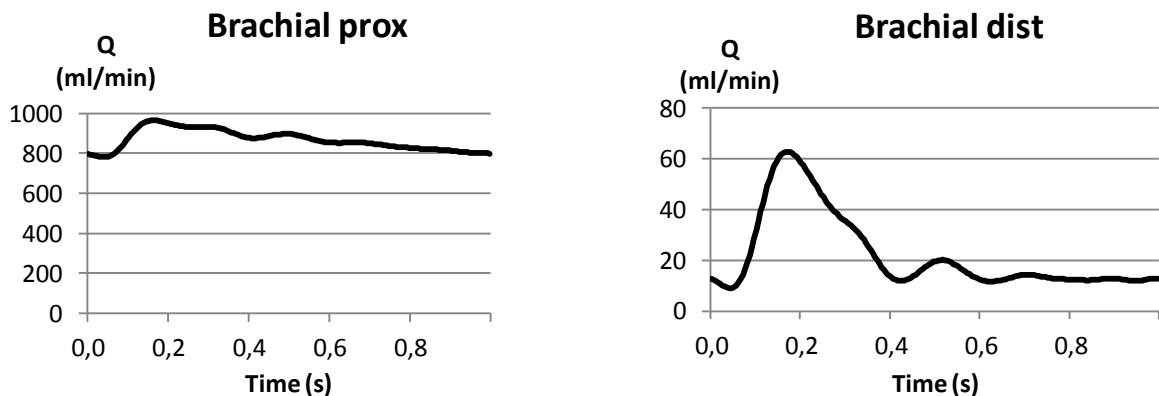 Brachial prox
Q
(ml/min)
1000
800
600
400
200
0
0,0 0,2 0,4 0,6 0,8
Time (s)
Brachial dist
Q
(ml/min)
80
60
40
20
0
0,0 0,2 0,4 0,6 0,8
Time (s)